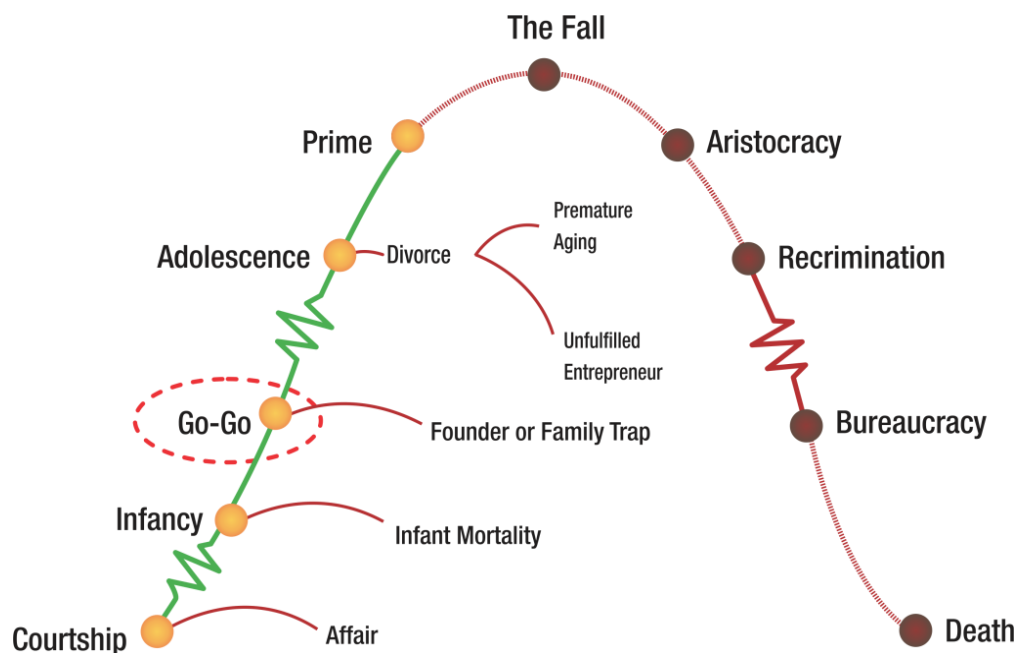 The Fall
Prime
Aristocracy
Premature
Aging
Adolescence
Divorce
Recrimination
Unfulfilled
Entrepreneur
Go-Go
Founder or Family Trap
Bureaucracy
Infancy
Infant Mortality
Courtship
Affair
Death